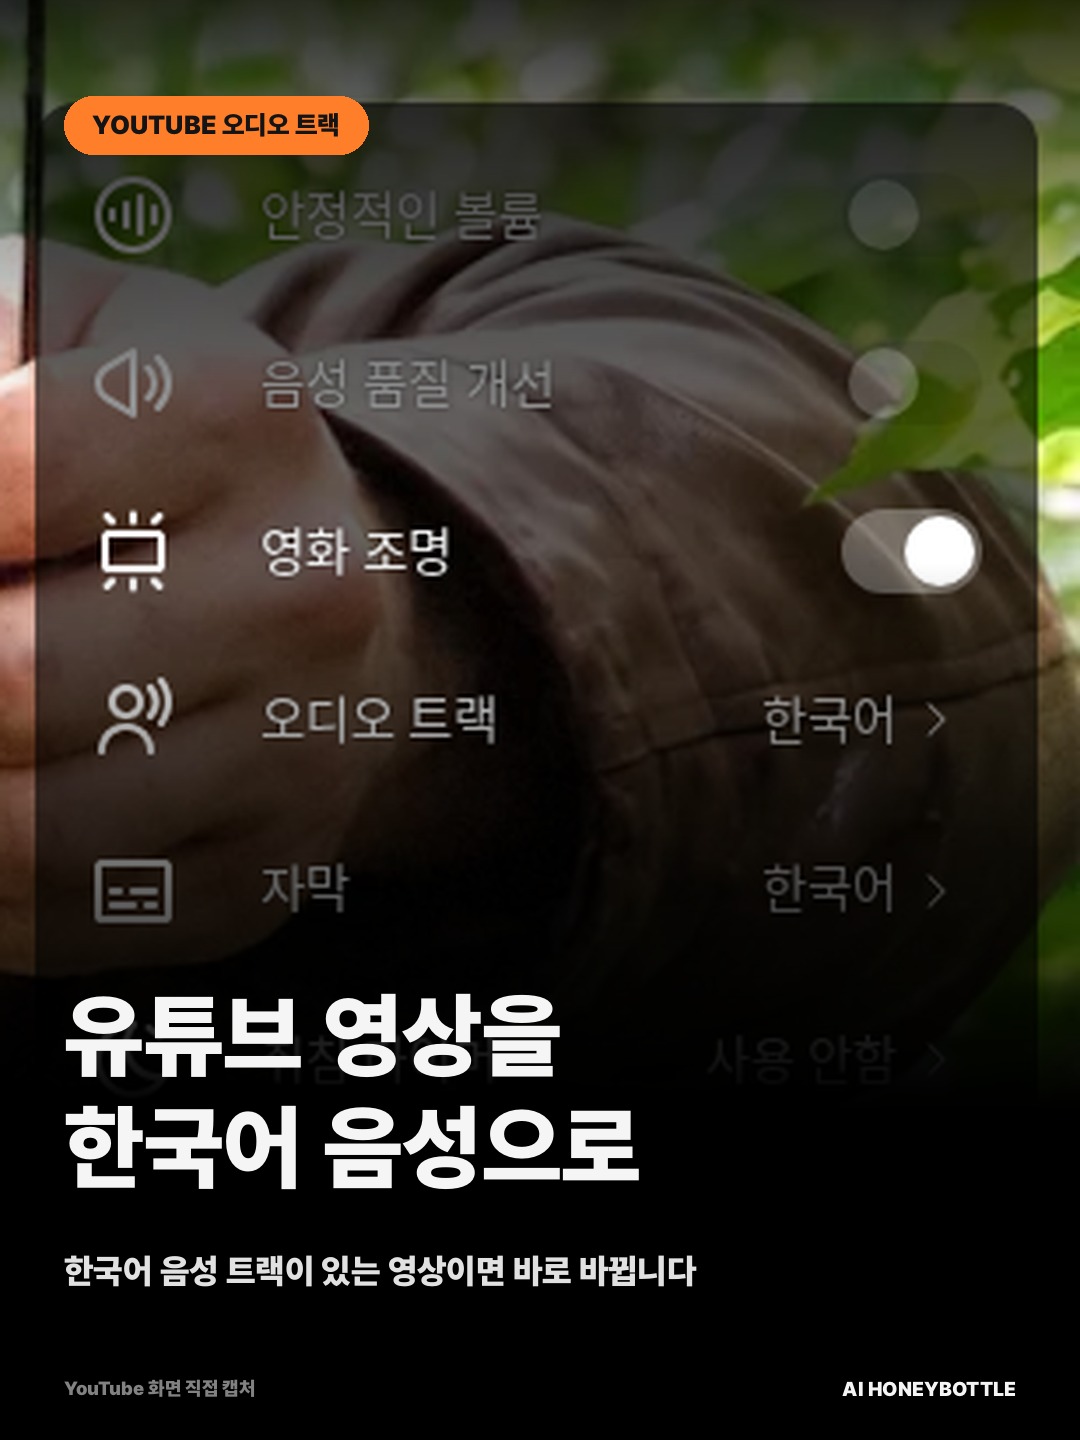 YOUTUBE 오디오 트랙
안정적인 볼륨
음성 품질 개선
영화 조명
오디오 트랙 한국어
자막 한국어
사용 안함
유튜브 영상을
한국어 음성으로
한국어 음성 트랙이 있는 영상이면 바로 바뀝니다
YouTube 화면 직접 캡처
AI HONEYBOTTLE